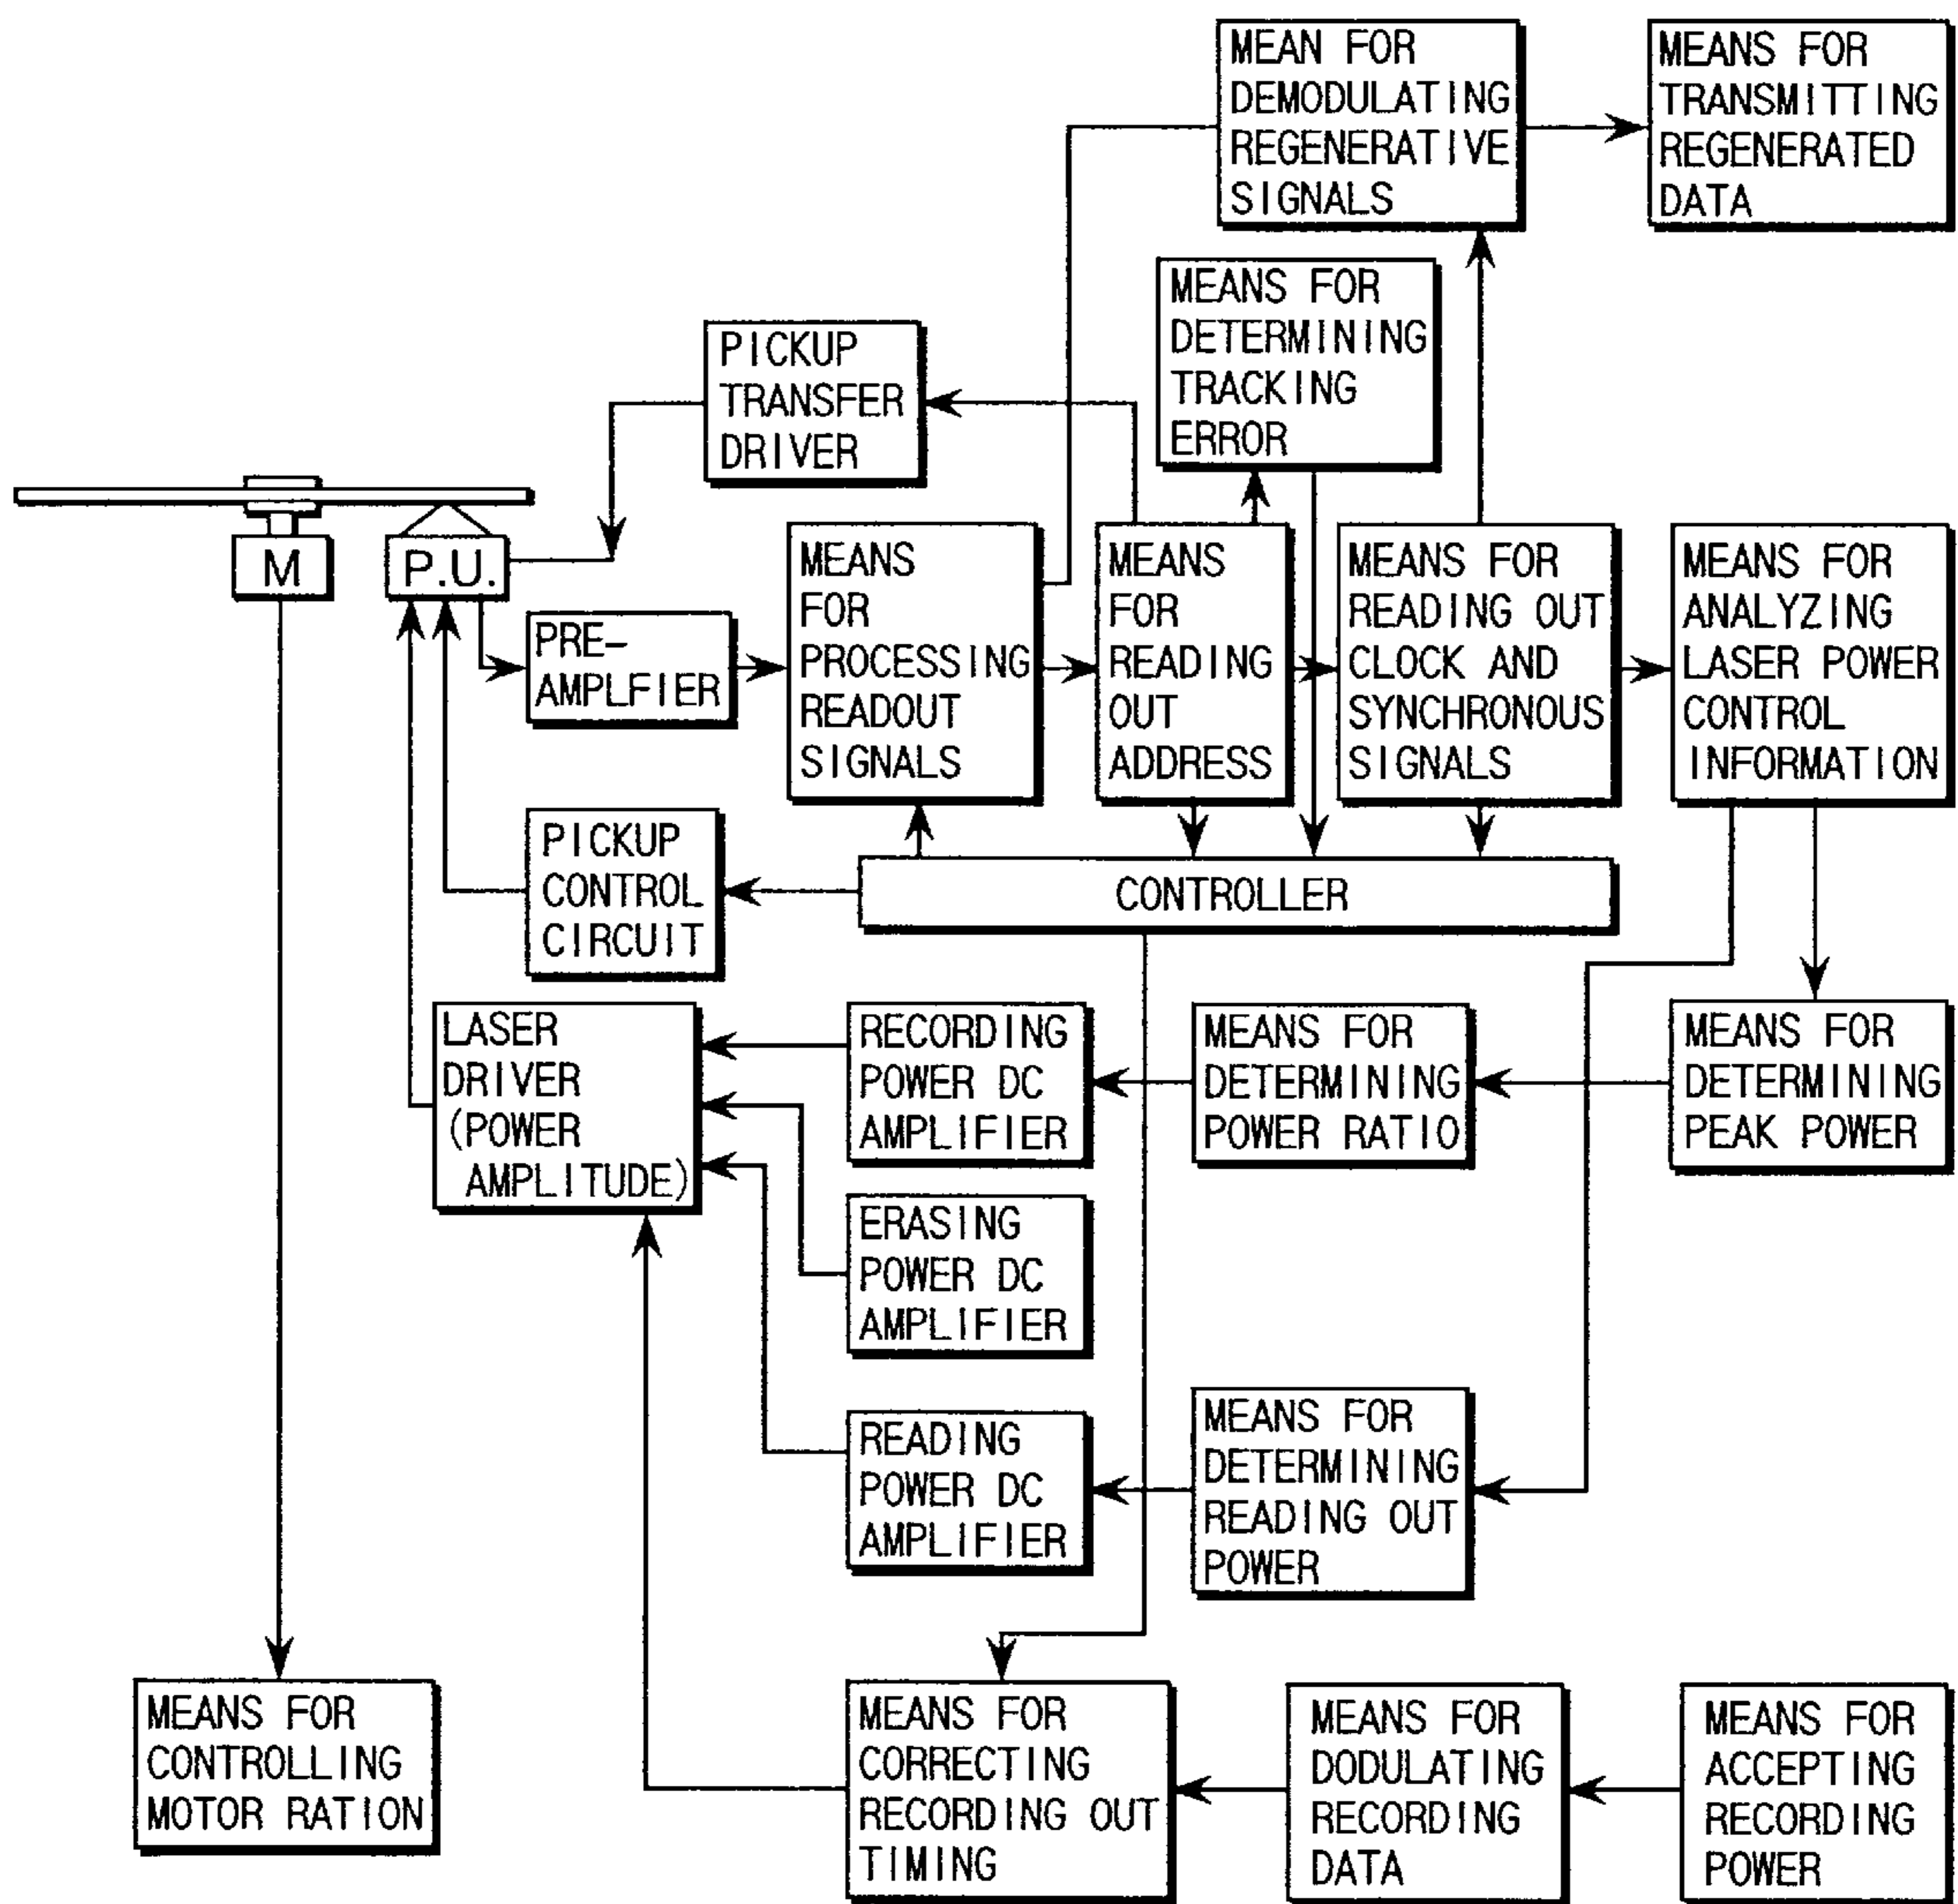 MEAN FOR
DEMODULATING
REGENERATIVE
SIGNALS
MEANS FOR
TRANSMITTING
REGENERATED
DATA
MEANS FOR
DETERMINING
TRACKING
ERROR
PICKUP
TRANSFER
DRIVER
M
P.U.
PRE-
AMPLFIER
MEANS
FOR
PROCESSING
READOUT
SIGNALS
MEANS
FOR
READING
OUT
ADDRESS
MEANS FOR
READING OUT
CLOCK AND
SYNCHRONOUS
SIGNALS
MEANS FOR
ANALYZING
LASER POWER
CONTROL
INFORMATION
PICKUP
CONTROL
CIRCUIT
CONTROLLER
LASER
DRIVER
(POWER
AMPLITUDE)
RECORDING
POWER DC
AMPLIFIER
MEANS FOR
DETERMINING
POWER RATIO
MEANS FOR
DETERMINING
PEAK POWER
ERASING
POWER DC
AMPLIFIER
READING
POWER DC
AMPLIFIER
MEANS FOR
DETERMINING
READING OUT
POWER
MEANS FOR
CONTROLLING
MOTOR RATION
MEANS FOR
CORRECTING
RECORDING OUT
TIMING
MEANS FOR
DODULATING
RECORDING
DATA
MEANS FOR
ACCEPTING
RECORDING
POWER